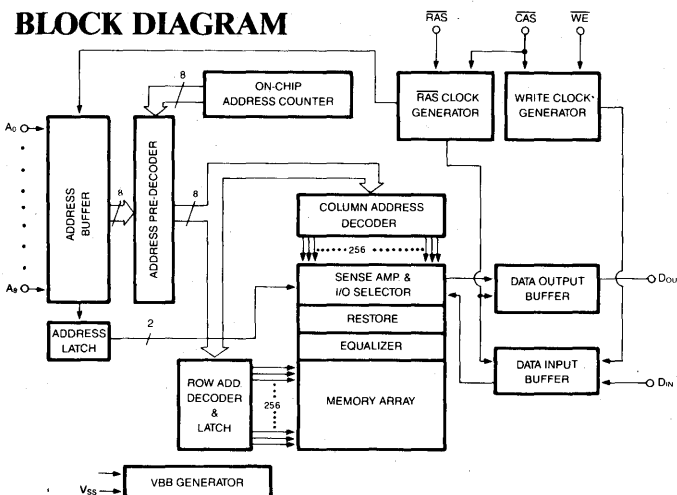 BLOCK DIAGRAM
RAS
CAS
WE
8
ON-CHIP
ADDRESS COUNTER
RAS CLOCK
GENERATOR
WRITE CLOCK
GENERATOR
A0
ADDRESS
BUFFER
8
ADDRESS PRE-DECODER
8
COLUMN ADDRESS
DECODER
256
SENSE AMP &
I/O SELECTOR
DATA OUTPUT
BUFFER
DOU
A9
RESTORE
ADDRESS
LATCH
2
EQUALIZER
ROW ADD.
DECODER
&
LATCH
256
MEMORY ARRAY
DATA INPUT
BUFFER
DIN
VBB GENERATOR
VSS